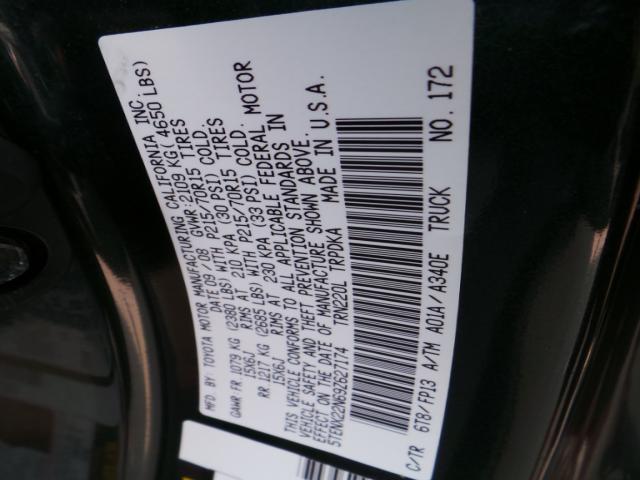 MFD. BY TOYOTA MOTOR MANUFACTURING CALIFORNIA INC.
DATE 09 / 08 GVWR: 2109 KG( 4650 LBS)
GAWR FR. 1079 KG (2380 LBS) WITH P215/70R15 TIRES
15X6J RIMS AT 210 KPA (30 PSI) COLD.
RR. 1217 KG (2685 LBS) WITH P215/70R15 TIRES
15X6J RIMS AT 230 KPA (33 PSI) COLD.
THIS VEHICLE CONFORMS TO ALL APPLICABLE FEDERAL MOTOR
VEHICLE SAFETY AND THEFT PREVENTION STANDARDS IN
EFFECT ON THE DATE OF MANUFACTURE SHOWN ABOVE.
5TENX22N69Z627774 MADE IN U.S.A.
TRN220L TRPDKA
C/TR 6T8/FP13 A/TM A01A/A340E TRUCK NO. 172